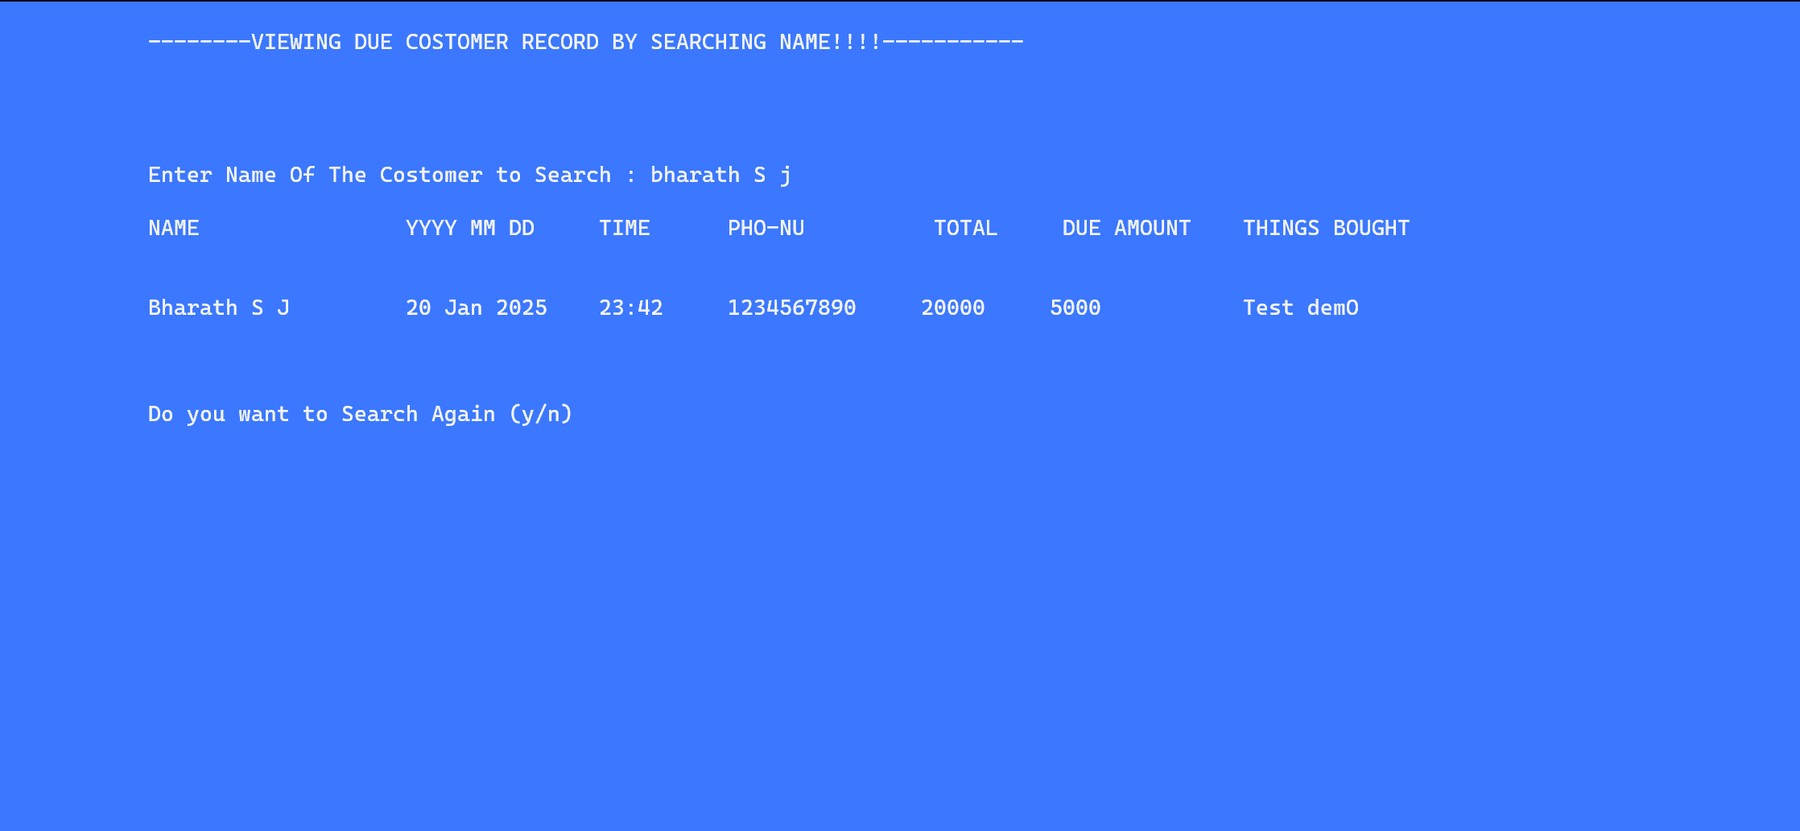 --------VIEWING DUE COSTOMER RECORD BY SEARCHING NAME!!!!-----------
Enter Name Of The Costomer to Search : bharath S j
NAME                YYYY MM DD     TIME      PHO-NU          TOTAL     DUE AMOUNT    THINGS BOUGHT
Bharath S J         20 Jan 2025    23:42     1234567890     20000     5000           Test demO
Do you want to Search Again (y/n)